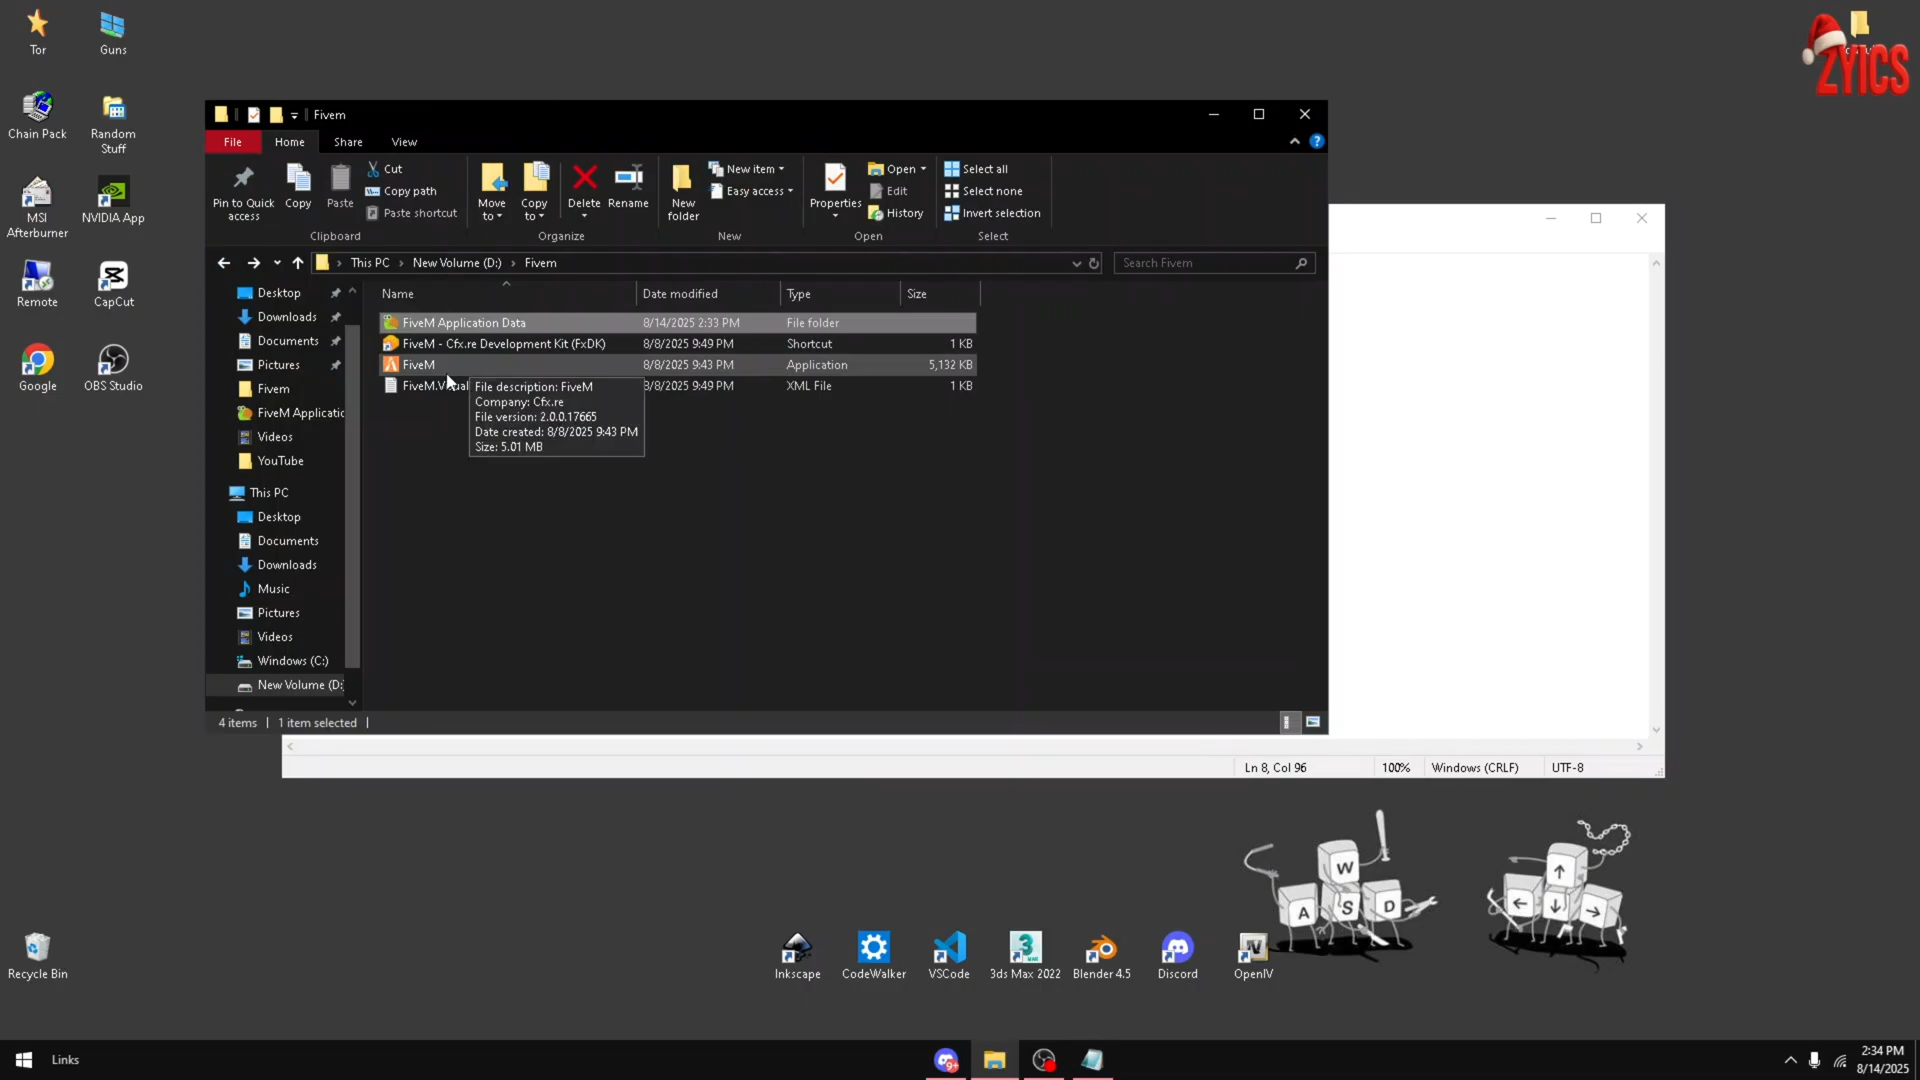 Tor
Guns
Chain Pack
Random
Stuff
MSI
Afterburner
NVIDIA App
Remote
CapCut
Google
OBS Studio
Recycle Bin
ZYICS
Fivem
File
Home
Share
View
Pin to Quick
access
Copy
Paste
Cut
Copy path
Paste shortcut
Clipboard
Move
to
Copy
to
Delete
Rename
Organize
New
folder
New item
Easy access
New
Properties
Open
Edit
History
Open
Select all
Select none
Invert selection
Select
This PC
New Volume (D:)
Fivem
Search Fivem
Desktop
Downloads
Documents
Pictures
Fivem
FiveM Applicatic
Videos
YouTube
This PC
Desktop
Documents
Downloads
Music
Pictures
Videos
Windows (C:)
New Volume (D:
Name
Date modified
Type
Size
FiveM Application Data
8/14/2025 2:33 PM
File folder
FiveM - Cfx.re Development Kit (FxDK)
8/8/2025 9:49 PM
Shortcut
1 KB
FiveM
8/8/2025 9:43 PM
Application
5,132 KB
8/8/2025 9:49 PM
XML File
1 KB
File description: FiveM
Company: Cfx.re
File version: 2.0.0.17665
Date created: 8/8/2025 9:43 PM
Size: 5.01 MB
4 items
1 item selected
Ln 8, Col 96
100%
Windows (CRLF)
UTF-8
W
A
S
D
Inkscape
CodeWalker
VSCode
3ds Max 2022
Blender 4.5
Discord
OpenIV
Links
9+
2:34 PM
8/14/2025